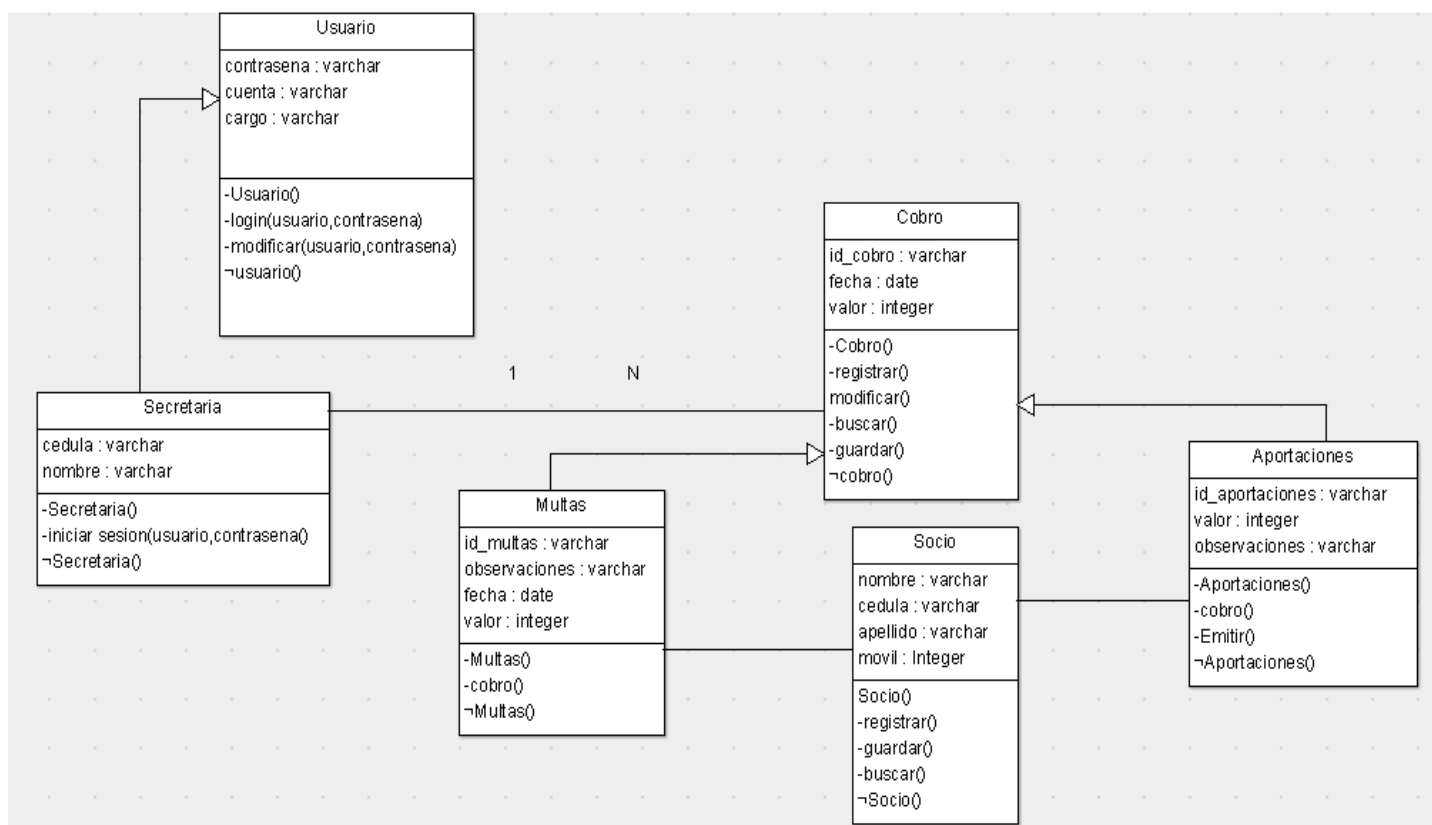 Usuario
contrasena : varchar
cuenta : varchar
cargo : varchar
-Usuario()
-login(usuario,contrasena)
-modificar(usuario,contrasena)
¬usuario()
Cobro
id_cobro : varchar
fecha : date
valor : integer
-Cobro()
-registrar()
modificar()
-buscar()
-guardar()
¬cobro()
1 N
Secretaria
cedula : varchar
nombre : varchar
-Secretaria()
-iniciar sesion(usuario,contrasena()
¬Secretaria()
Multas
id_multas : varchar
observaciones : varchar
fecha : date
valor : integer
-Multas()
-cobro()
¬Multas()
Socio
nombre : varchar
cedula : varchar
apellido : varchar
movil : Integer
Socio()
-registrar()
-guardar()
-buscar()
¬Socio()
Aportaciones
id_aportaciones : varchar
valor : integer
observaciones : varchar
-Aportaciones()
-cobro()
-Emitir()
¬Aportaciones()